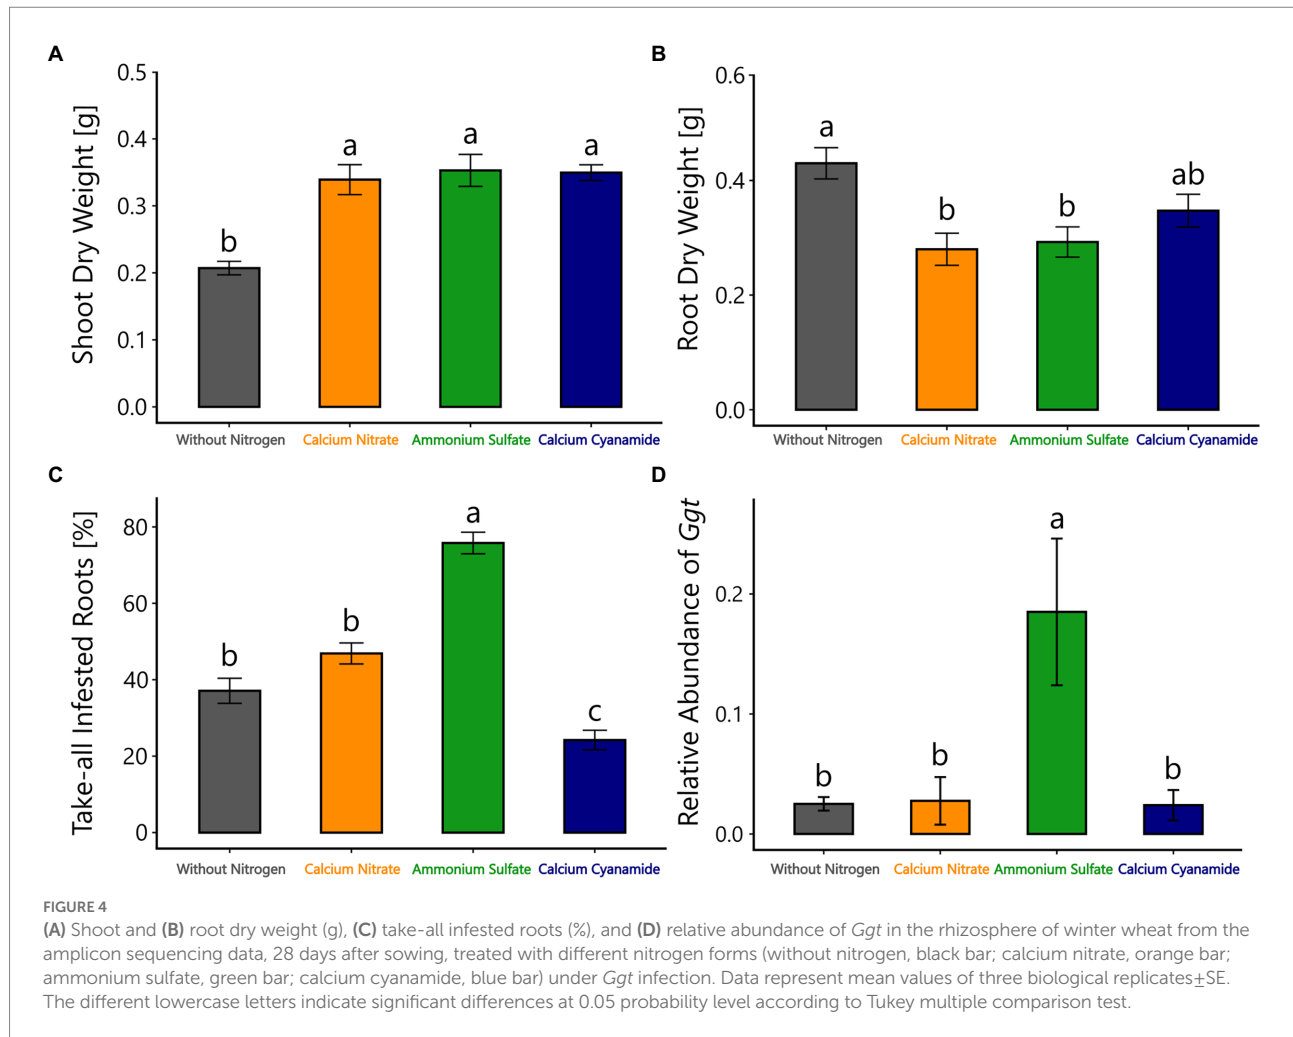 A
Shoot Dry Weight [g]
0.5
0.4
0.3
0.2
0.1
0.0
b
a
a
a
Without Nitrogen
Calcium Nitrate
Ammonium Sulfate
Calcium Cyanamide
B
Root Dry Weight [g]
0.6
0.4
0.2
0.0
a
b
b
ab
Without Nitrogen
Calcium Nitrate
Ammonium Sulfate
Calcium Cyanamide
C
Take-all Infested Roots [%]
80
60
40
20
0
b
b
a
c
Without Nitrogen
Calcium Nitrate
Ammonium Sulfate
Calcium Cyanamide
D
Relative Abundance of Ggt
0.2
0.1
0.0
b
b
a
b
Without Nitrogen
Calcium Nitrate
Ammonium Sulfate
Calcium Cyanamide
FIGURE 4
(A) Shoot and (B) root dry weight (g), (C) take-all infested roots (%), and (D) relative abundance of Ggt in the rhizosphere of winter wheat from the
amplicon sequencing data, 28 days after sowing, treated with different nitrogen forms (without nitrogen, black bar; calcium nitrate, orange bar;
ammonium sulfate, green bar; calcium cyanamide, blue bar) under Ggt infection. Data represent mean values of three biological replicates±SE.
The different lowercase letters indicate significant differences at 0.05 probability level according to Tukey multiple comparison test.